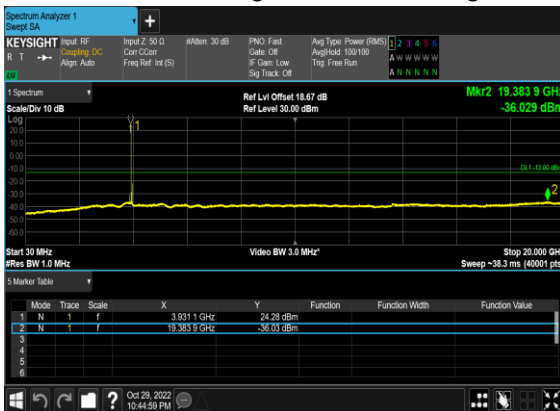 Spectrum Analyzer 1
Swept SA
+
KEYSIGHT Input: RF Input Z: 50 Ω #Atten: 30 dB PNO: Fast Avg Type: Power (RMS) 1 2 3 4 5 6
R T Coupling: DC Corr CCorr Gate: Off Avg|Hold: 100/100 A W W W W W
Align: Auto Freq Ref: Int (S) IF Gain: Low Trig: Free Run
Sig Track: Off A N N N N N
1 Spectrum Ref Lvl Offset 18.67 dB Mkr2 19.383 9 GHz
Scale/Div 10 dB Ref Level 30.00 dBm -36.029 dBm
Log
20.0 1
10.0
0.00
-10.0 DL1 -13.00 dBm
-20.0
-30.0 2
-40.0
-50.0
-60.0
Start 30 MHz Video BW 3.0 MHz* Stop 20.000 GH
#Res BW 1.0 MHz Sweep ~38.3 ms (40001 pts
5 Marker Table
Mode Trace Scale X Y Function Function Width Function Value
1 N 1 f 3.931 1 GHz 24.28 dBm
2 N 1 f 19.383 9 GHz -36.03 dBm
3
4
5
6
? Oct 29, 2022
10:44:59 PM